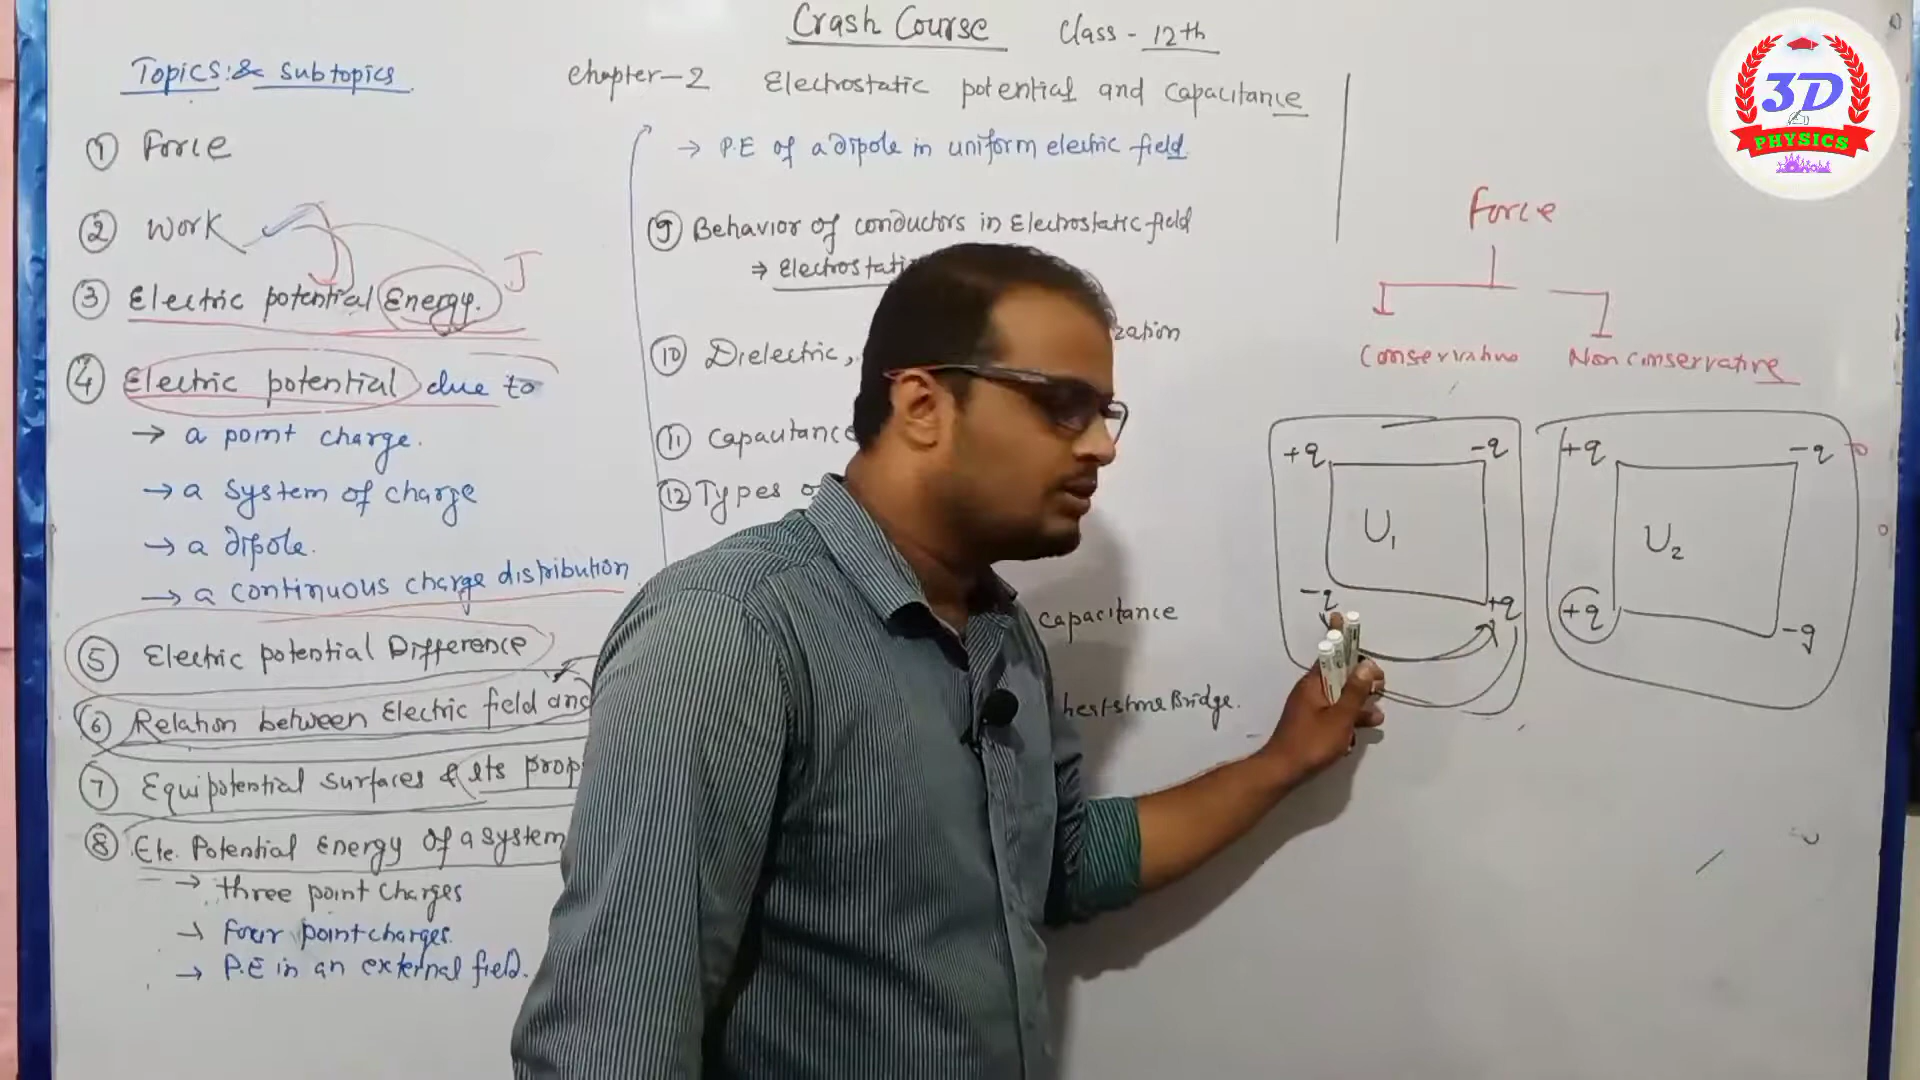 Crash Course Class - 12th
Chapter-2 Electrostatic potential and capacitance
Topics & Subtopics
① Force
② Work
③ Electric potential Energy. J
④ Electric potential due to
→ a point charge.
→ a system of charge
→ a dipole.
→ a continuous charge distribution
⑤ Electric potential Difference
⑥ Relation between Electric field and
⑦ Equipotential surfaces & its prop
⑧ Ele. Potential Energy of a system
→ three point charges
→ Four point charges.
→ P.E in an external field.
→ P.E of a dipole in uniform electric field.
⑨ Behavior of conductors in Electrostatic field
⇒ Electrostati
⑩ Dielectric, zation
⑪ Capacitance
⑫ Types o
capacitance
heststone Bridge.
Force
Conservative Nonconservative
+q -q
U₁
-q +q
+q -q
U₂
+q -q
3D
PHYSICS